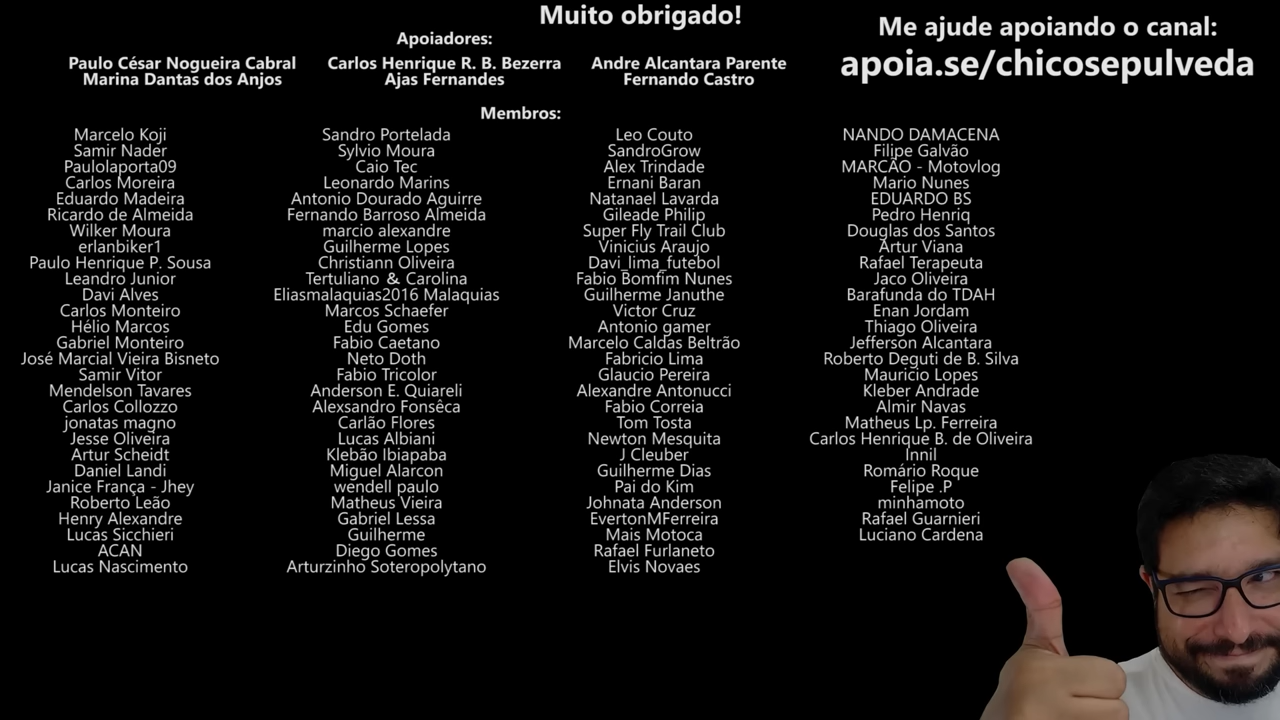 Muito obrigado!
Me ajude apoiando o canal:
apoia.se/chicosepulveda
Apoiadores:
Paulo César Nogueira Cabral
Marina Dantas dos Anjos
Carlos Henrique R. B. Bezerra
Ajas Fernandes
Andre Alcantara Parente
Fernando Castro
Membros:
Marcelo Koji
Samir Nader
Paulolaporta09
Carlos Moreira
Eduardo Madeira
Ricardo de Almeida
Wilker Moura
erlanbiker1
Paulo Henrique P. Sousa
Leandro Junior
Davi Alves
Carlos Monteiro
Hélio Marcos
Gabriel Monteiro
José Marcial Vieira Bisneto
Samir Vitor
Mendelson Tavares
Carlos Collozzo
jonatas magno
Jesse Oliveira
Artur Scheidt
Daniel Landi
Janice França - Jhey
Roberto Leão
Henry Alexandre
Lucas Sicchieri
ACAN
Lucas Nascimento
Sandro Portelada
Sylvio Moura
Caio Tec
Leonardo Marins
Antonio Dourado Aguirre
Fernando Barroso Almeida
marcio alexandre
Guilherme Lopes
Christiann Oliveira
Tertuliano & Carolina
Eliasmalaquias2016 Malaquias
Marcos Schaefer
Edu Gomes
Fabio Caetano
Neto Doth
Fabio Tricolor
Anderson E. Quiareli
Alexsandro Fonsêca
Carlão Flores
Lucas Albiani
Klebão Ibiapaba
Miguel Alarcon
wendell paulo
Matheus Vieira
Gabriel Lessa
Guilherme
Diego Gomes
Arturzinho Soteropolytano
Leo Couto
SandroGrow
Alex Trindade
Ernani Baran
Natanael Lavarda
Gileade Philip
Super Fly Trail Club
Vinicius Araujo
Davi_lima_futebol
Fabio Bomfim Nunes
Guilherme Januthe
Victor Cruz
Antonio gamer
Marcelo Caldas Beltrão
Fabricio Lima
Glaucio Pereira
Alexandre Antonucci
Fabio Correia
Tom Tosta
Newton Mesquita
J Cleuber
Guilherme Dias
Pai do Kim
Johnata Anderson
EvertonMFerreira
Mais Motoca
Rafael Furlaneto
Elvis Novaes
NANDO DAMACENA
Filipe Galvão
MARCÃO - Motovlog
Mario Nunes
EDUARDO BS
Pedro Henriq
Douglas dos Santos
Artur Viana
Rafael Terapeuta
Jaco Oliveira
Barafunda do TDAH
Enan Jordam
Thiago Oliveira
Jefferson Alcantara
Roberto Deguti de B. Silva
Mauricio Lopes
Kleber Andrade
Almir Navas
Matheus Lp. Ferreira
Carlos Henrique B. de Oliveira
Innil
Romário Roque
Felipe .P
minhamoto
Rafael Guarnieri
Luciano Cardena